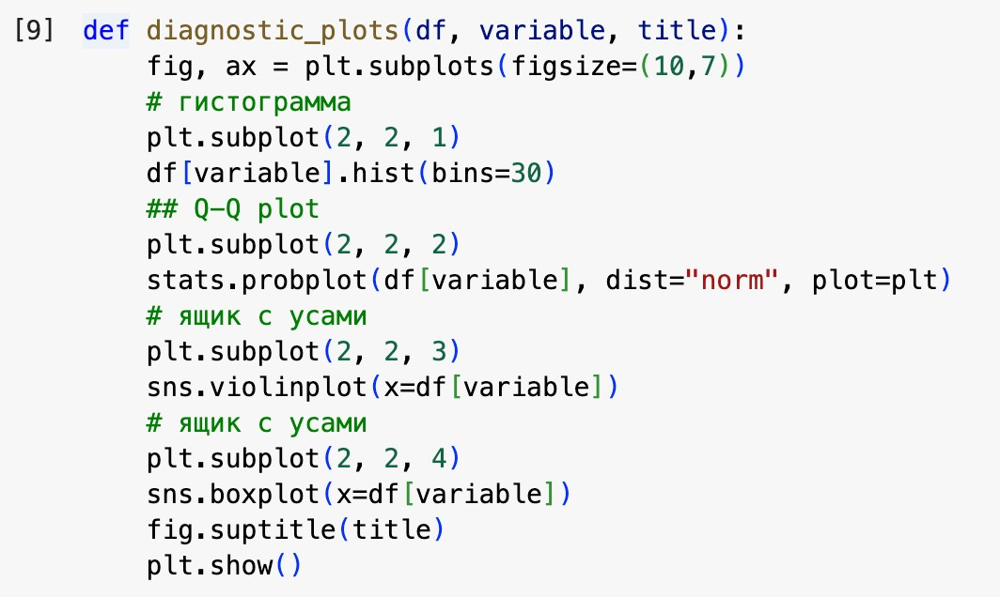 [9] def diagnostic_plots(df, variable, title):
    fig, ax = plt.subplots(figsize=(10,7))
    # гистограмма
    plt.subplot(2, 2, 1)
    df[variable].hist(bins=30)
    ## Q-Q plot
    plt.subplot(2, 2, 2)
    stats.probplot(df[variable], dist="norm", plot=plt)
    # ящик с усами
    plt.subplot(2, 2, 3)
    sns.violinplot(x=df[variable])
    # ящик с усами
    plt.subplot(2, 2, 4)
    sns.boxplot(x=df[variable])
    fig.suptitle(title)
    plt.show()